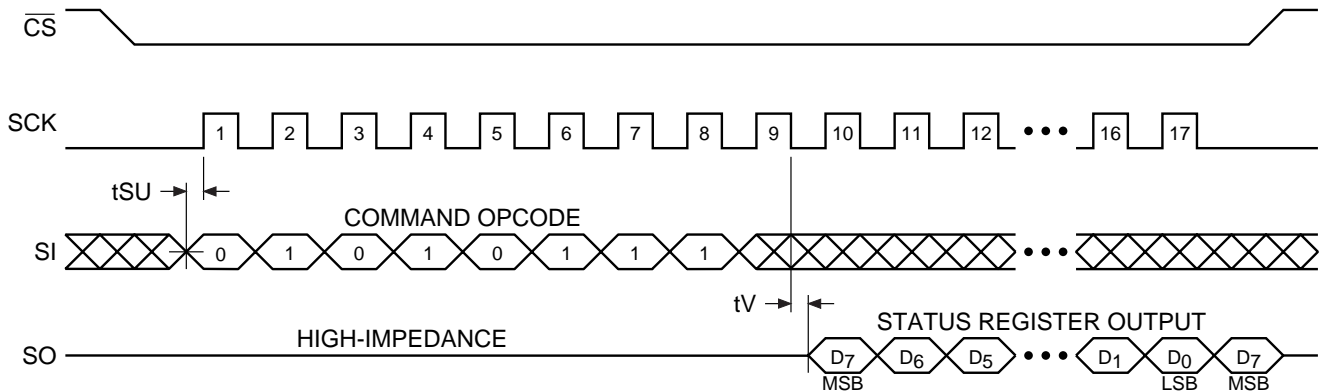 CS
SCK 1 2 3 4 5 6 7 8 9 10 11 12 ••• 16 17
tSU
COMMAND OPCODE
SI 0 1 0 1 0 1 1 1 •••
tV
HIGH-IMPEDANCE STATUS REGISTER OUTPUT
SO D7 D6 D5 ••• D1 D0 D7
MSB LSB MSB